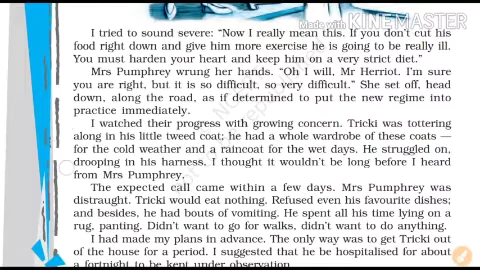 Made with KINEMASTER
I tried to sound severe: “Now I really mean this. If you don't cut his
food right down and give him more exercise he is going to be really ill.
You must harden your heart and keep him on a very strict diet.”
Mrs Pumphrey wrung her hands. “Oh I will, Mr Herriot. I'm sure
you are right, but it is so difficult, so very difficult.” She set off, head
down, along the road, as if determined to put the new regime into
practice immediately.
I watched their progress with growing concern. Tricki was tottering
along in his little tweed coat; he had a whole wardrobe of these coats —
for the cold weather and a raincoat for the wet days. He struggled on,
drooping in his harness. I thought it wouldn't be long before I heard
from Mrs Pumphrey.
The expected call came within a few days. Mrs Pumphrey was
distraught. Tricki would eat nothing. Refused even his favourite dishes;
and besides, he had bouts of vomiting. He spent all his time lying on a
rug, panting. Didn't want to go for walks, didn't want to do anything.
I had made my plans in advance. The only way was to get Tricki out
of the house for a period. I suggested that he be hospitalised for about
a fortnight to be kept under observation.